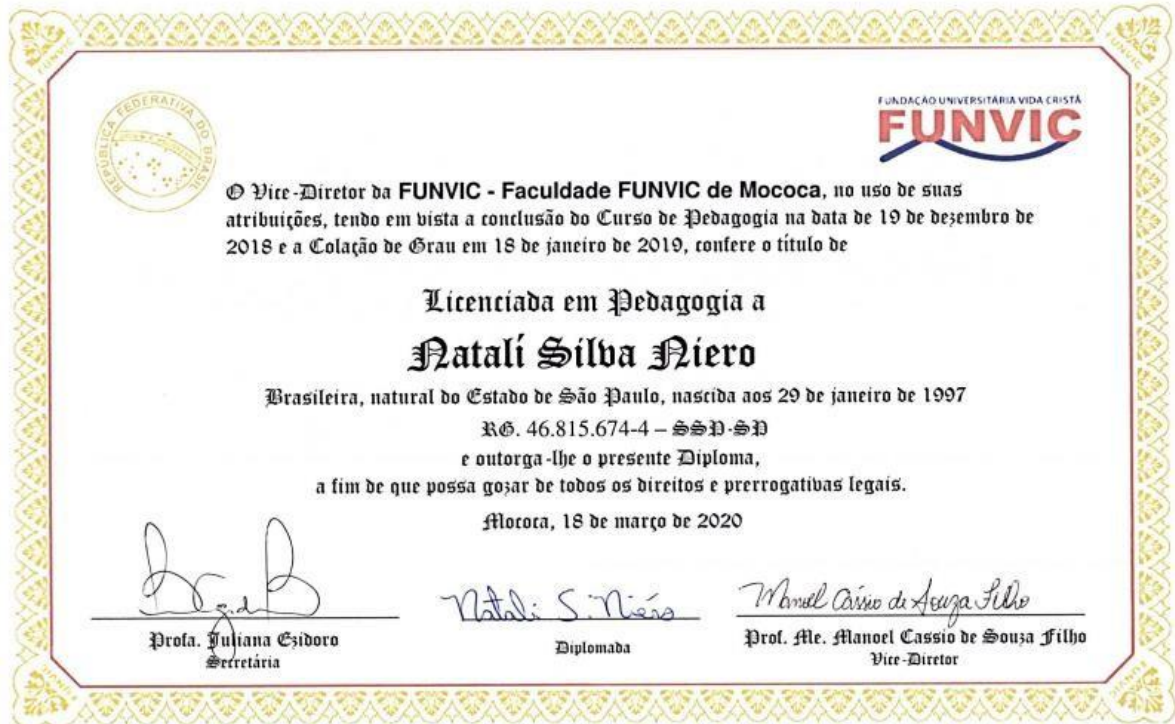 REPÚBLICA FEDERATIVA DO BRASIL
FUNDAÇÃO UNIVERSITÁRIA VIDA CRISTÃ
FUNVIC
O Vice-Diretor da FUNVIC - Faculdade FUNVIC de Mococa, no uso de suas
atribuições, tendo em vista a conclusão do Curso de Pedagogia na data de 19 de dezembro de
2018 e a Colação de Grau em 18 de janeiro de 2019, confere o título de
Licenciada em Pedagogia a
Natalí Silva Niero
Brasileira, natural do Estado de São Paulo, nascida aos 29 de janeiro de 1997
RG. 46.815.674-4 – SSP-SP
e outorga-lhe o presente Diploma,
a fim de que possa gozar de todos os direitos e prerrogativas legais.
Mococa, 18 de março de 2020
Natali S. Niero
Manoel Cássio de Souza Filho
Profa. Juliana Ezidoro
Secretária
Diplomada
Prof. Me. Manoel Cassio de Souza Filho
Vice-Diretor